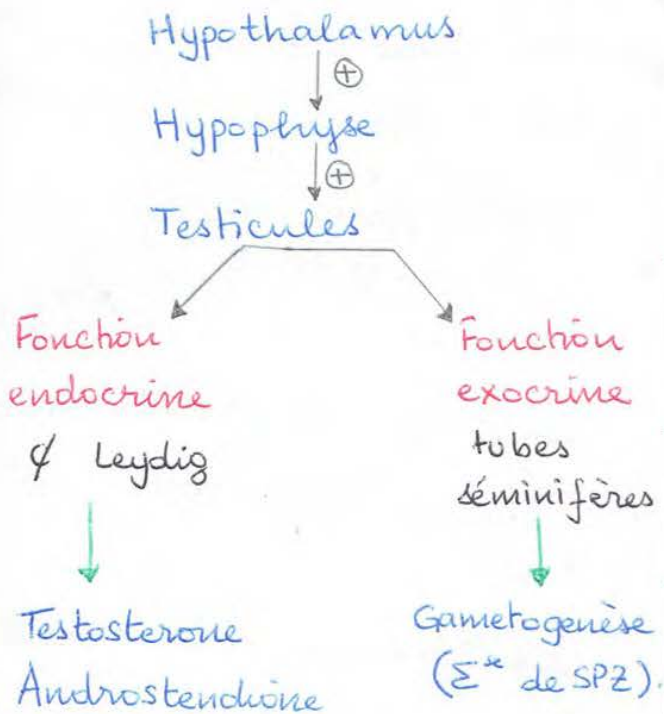 Hypothalamus
⊕
Hypophyse
⊕
Testicules
Fonction
endocrine
¢ Leydig
Testosterone
Androstendione
Fonction
exocrine
tubes
séminifères
Gametogenèse
(Σse de SPZ).